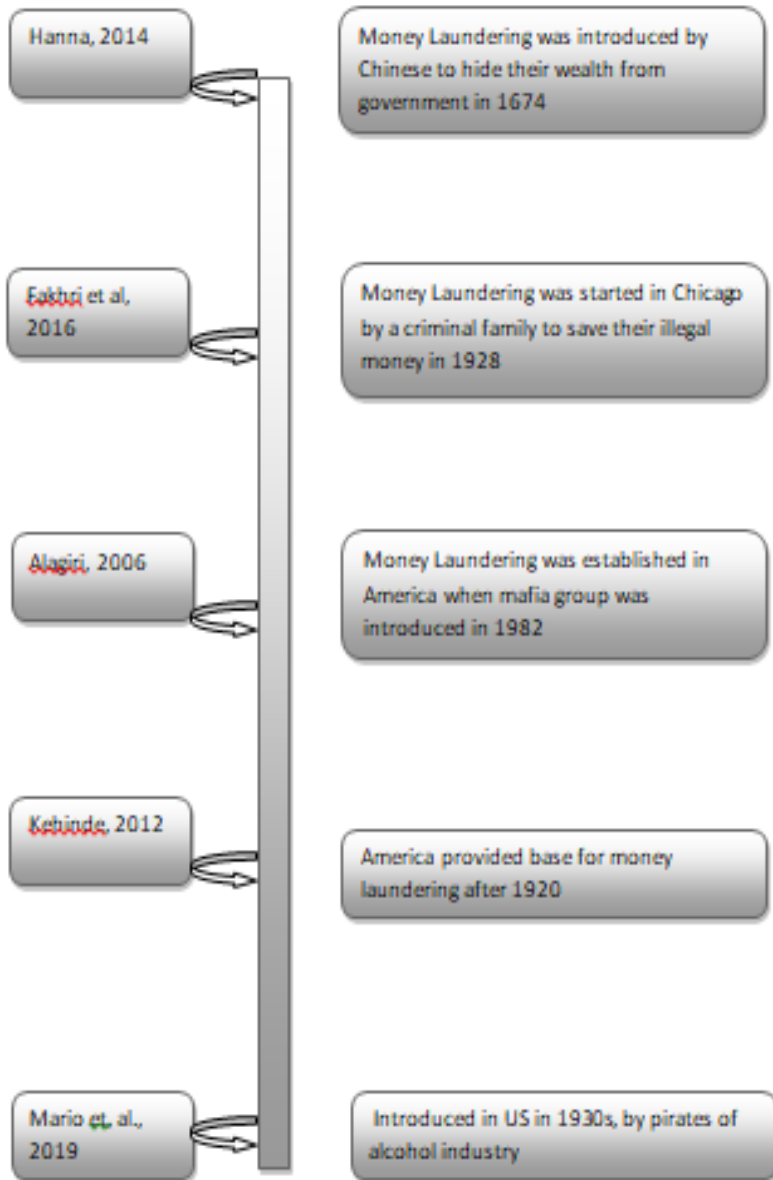 Hanna, 2014
Money Laundering was introduced by
Chinese to hide their wealth from
government in 1674
Fakhri et al,
2016
Money Laundering was started in Chicago
by a criminal family to save their illegal
money in 1928
Alagiri, 2006
Money Laundering was established in
America when mafia group was
introduced in 1982
Kehinde, 2012
America provided base for money
laundering after 1920
Mario et. al.,
2019
Introduced in US in 1930s, by pirates of
alcohol industry